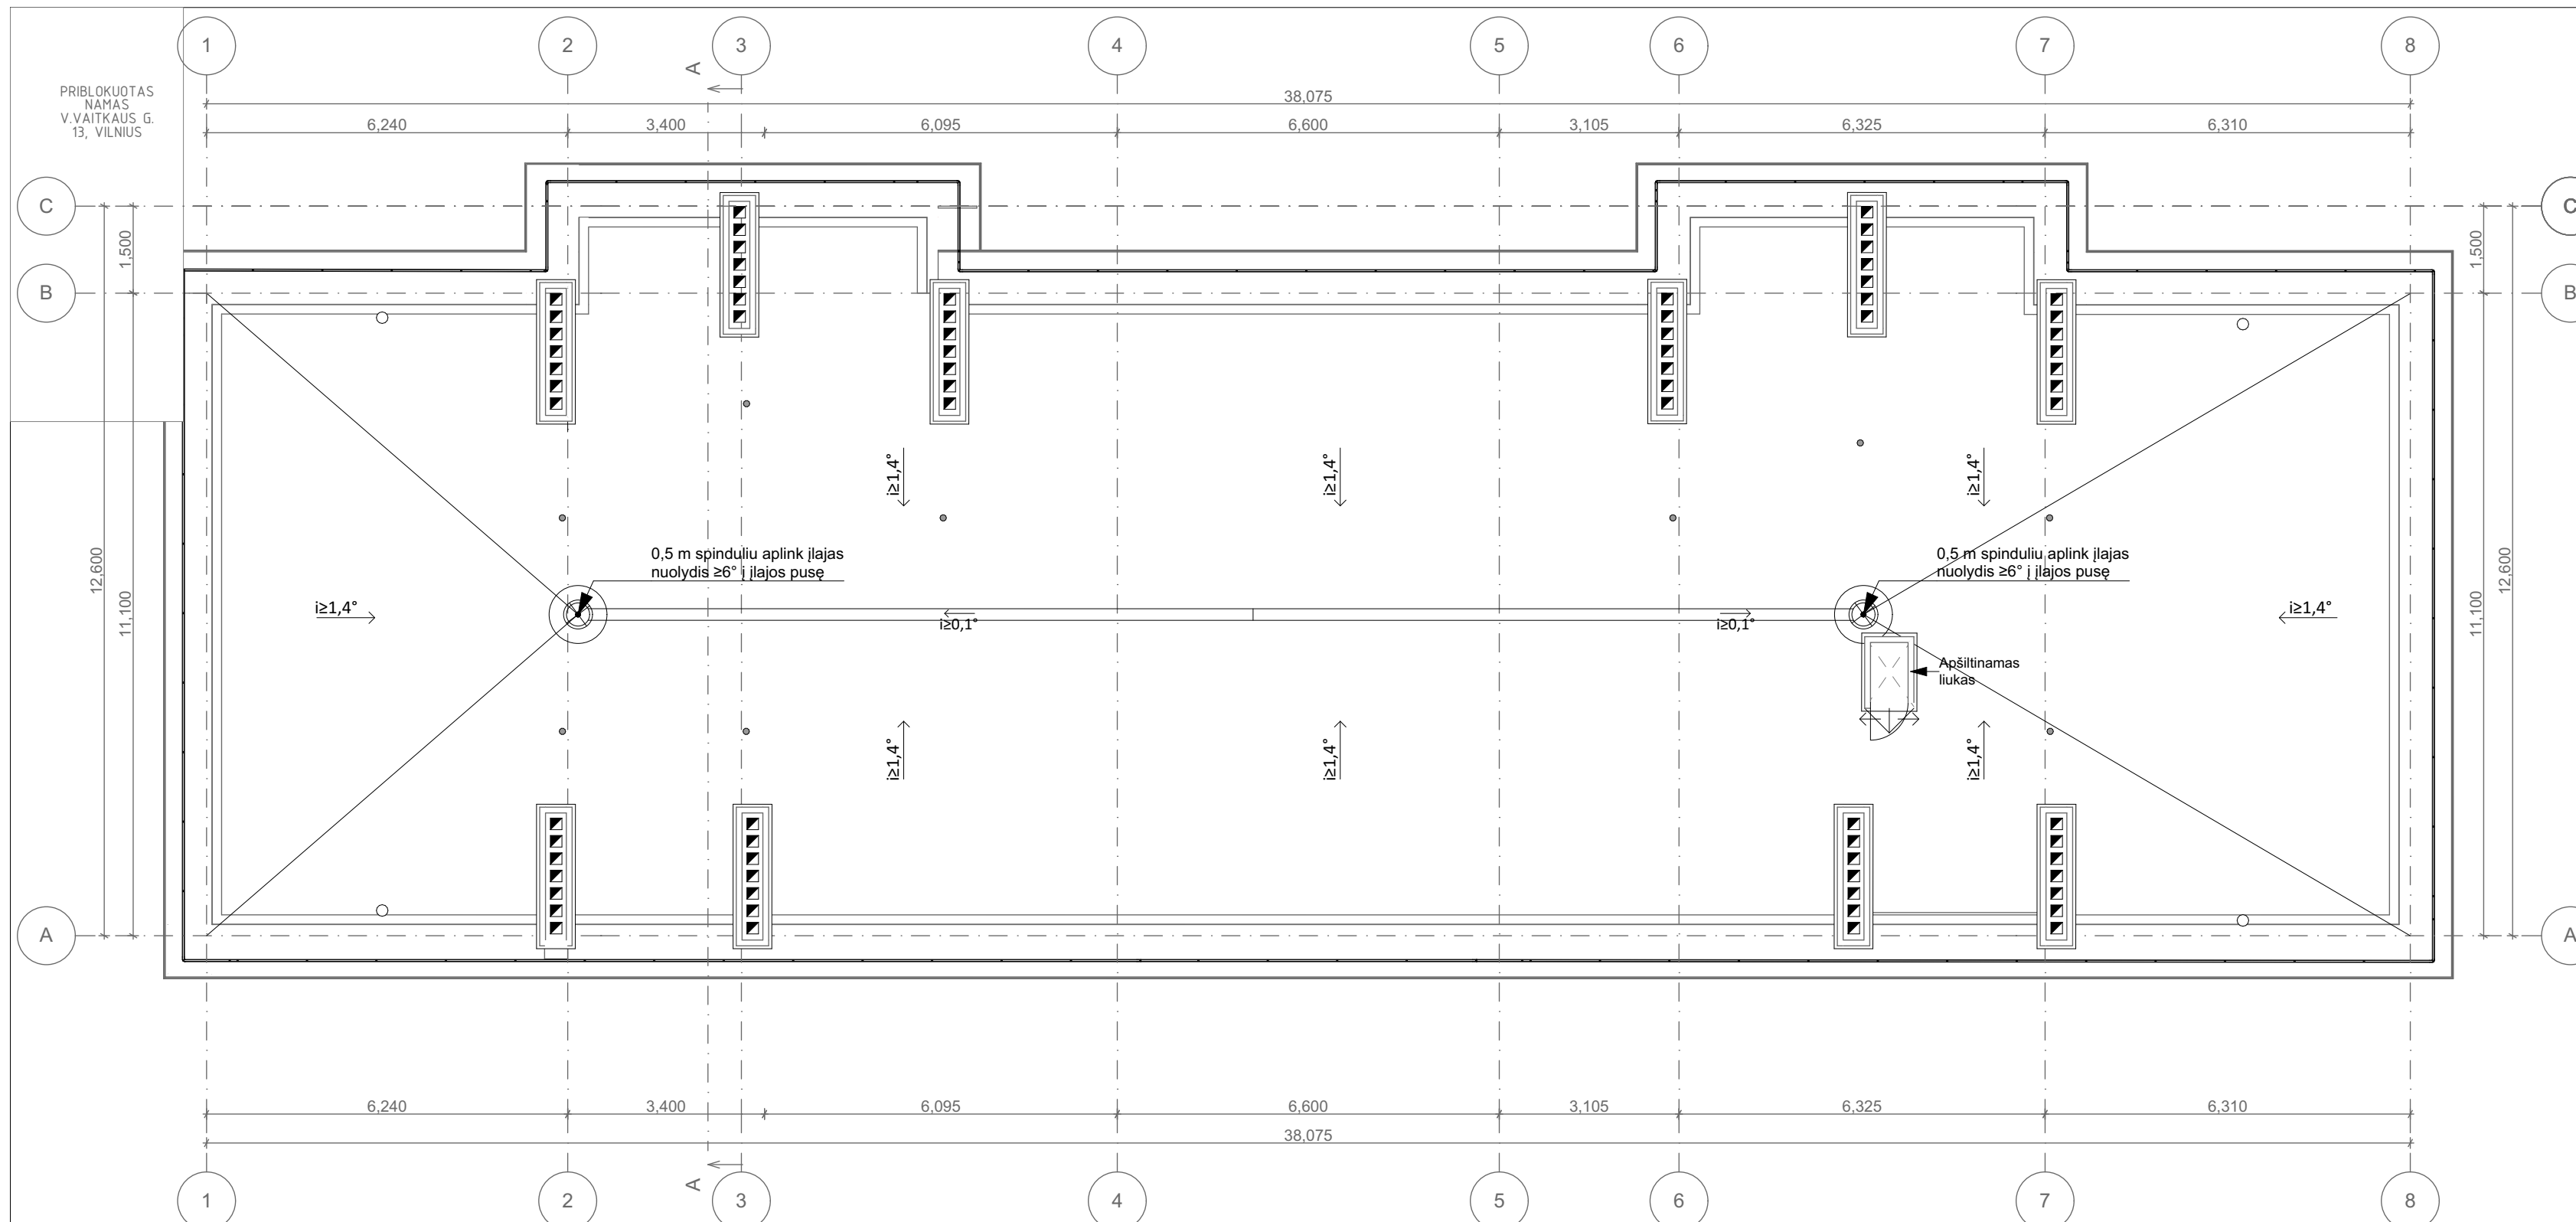 1
2
3
4
5
6
7
8
A
PRIBLOKUOTAS
NAMAS
V.VAITKAUS G.
13, VILNIUS
38,075
6,240
3,400
6,095
6,600
3,105
6,325
6,310
C
C
1,500
1,500
B
B
i≥1,4°
i≥1,4°
i≥1,4°
0,5 m spinduliu aplink įlajas
nuolydis ≥6° į įlajos pusę
0,5 m spinduliu aplink įlajas
nuolydis ≥6° į įlajos pusę
12,600
11,100
12,600
11,100
i≥1,4°
i≥0,1°
i≥0,1°
i≥1,4°
Apšiltinamas
liukas
i≥1,4°
i≥1,4°
i≥1,4°
A
A
6,240
3,400
6,095
6,600
3,105
6,325
6,310
38,075
A
1
2
3
4
5
6
7
8